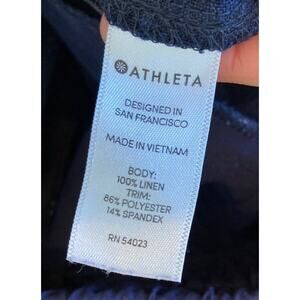 ATHLETA
DESIGNED IN
SAN FRANCISCO
MADE IN VIETNAM
BODY:
100% LINEN
TRIM:
86% POLYESTER
14% SPANDEX
RN 54023